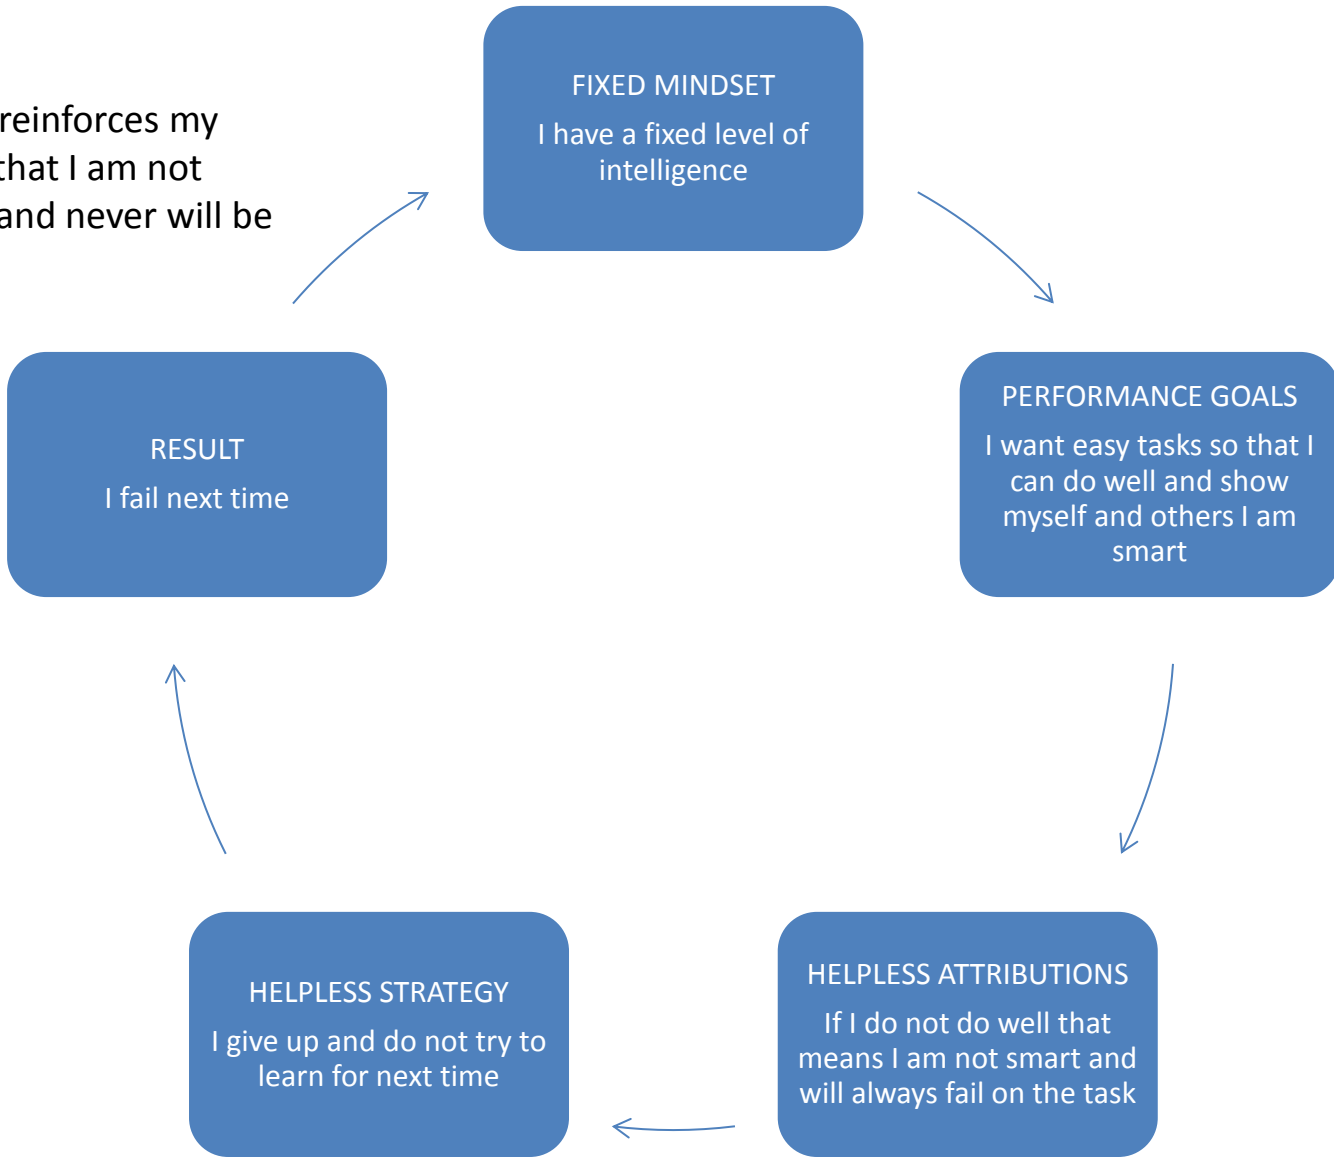 FIXED MINDSET
I have a fixed level of
intelligence
reinforces my
that I am not
and never will be
PERFORMANCE GOALS
I want easy tasks so that I
can do well and show
myself and others I am
smart
HELPLESS ATTRIBUTIONS
If I do not do well that
means I am not smart and
will always fail on the task
HELPLESS STRATEGY
I give up and do not try to
learn for next time
RESULT
I fail next time